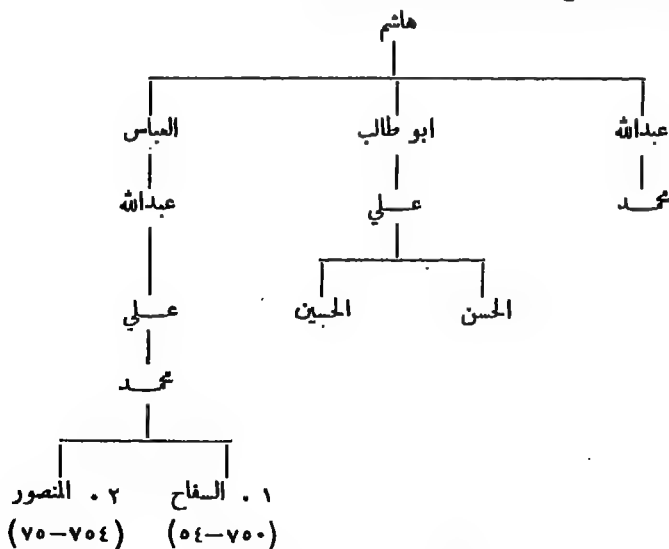 هاشم
عبدالله ابو طالب العباس
محمد علي عبدالله
الحسن الحسين علي
محمد
١ . السفاح ٢ . المنصور
(٧٥٠-٥٤) (٧٥٤-٧٥)